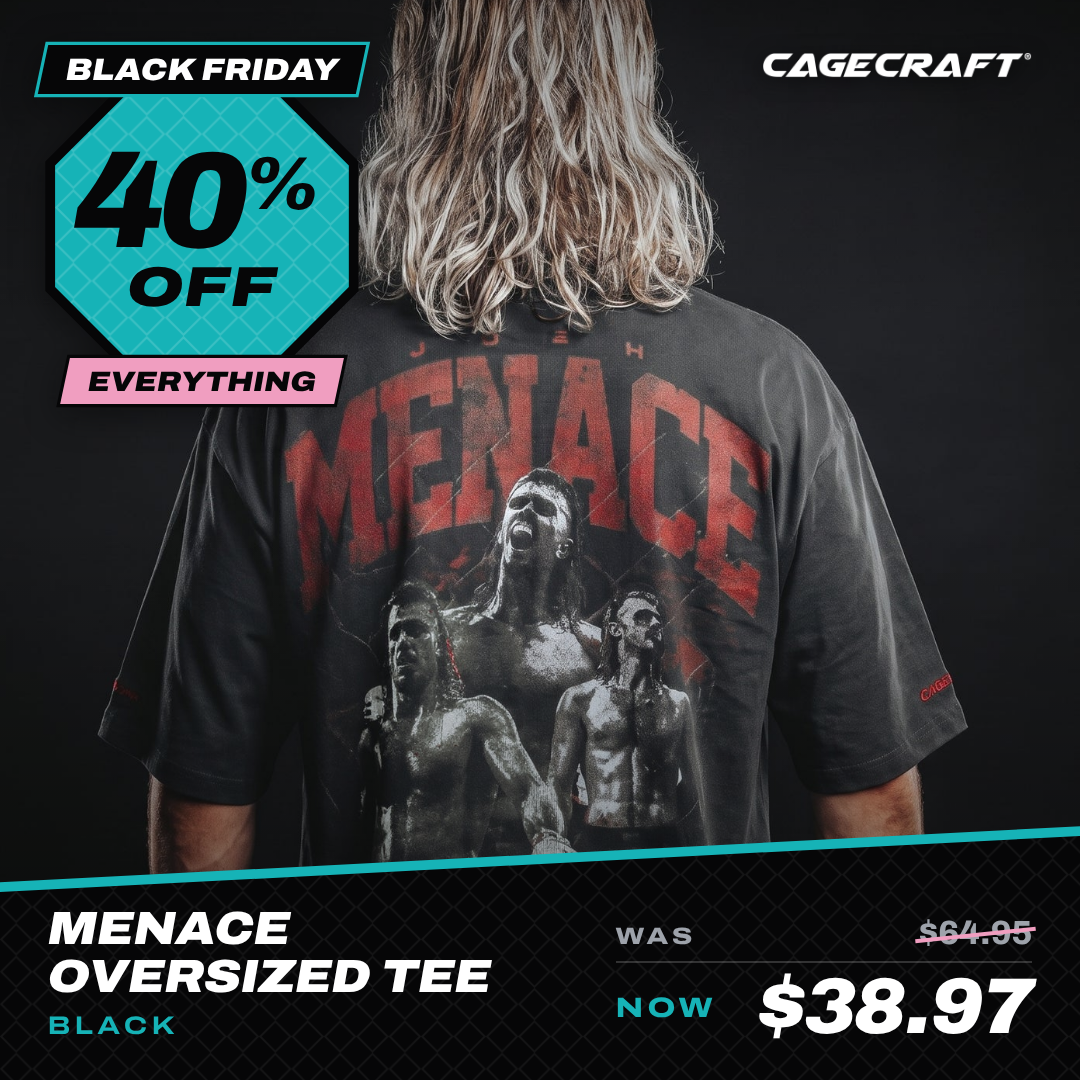 BLACK FRIDAY
40%
OFF
EVERYTHING
CAGECRAFT®
J O S H
MENACE
MENACE
OVERSIZED TEE
BLACK
WAS $64.95
NOW $38.97